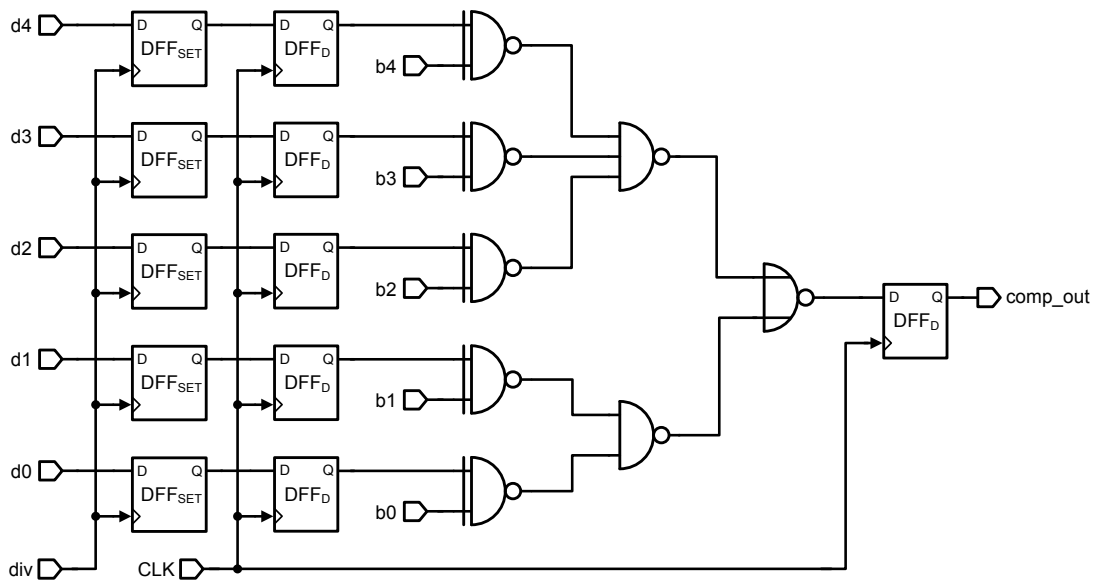 d4 D Q DFFSET D Q DFFD
b4
d3 D Q DFFSET D Q DFFD
b3
d2 D Q DFFSET D Q DFFD
b2
D Q DFFD comp_out
d1 D Q DFFSET D Q DFFD
b1
d0 D Q DFFSET D Q DFFD
b0
div CLK